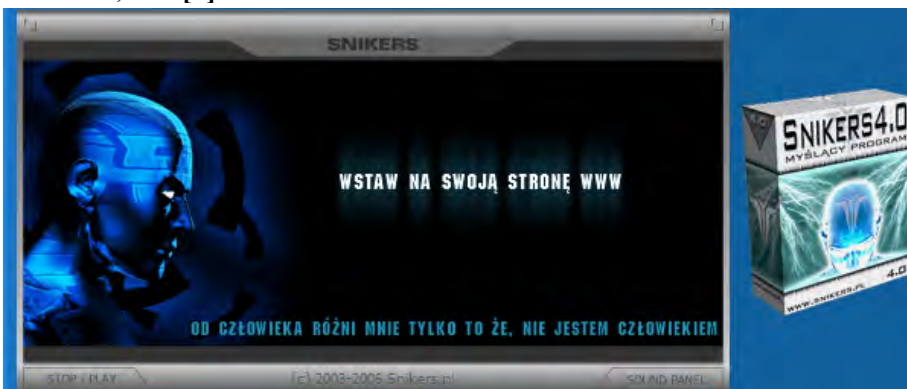 SNIKERS
WSTAW NA SWOJĄ STRONĘ WWW
OD CZŁOWIEKA RÓŻNI MNIE TYLKO TO ŻE, NIE JESTEM CZŁOWIEKIEM
STOP / PLAY
(c) 2003-2006 Snikers.pl
SOUND PANEL
SNIKERS4.0
MYŚLĄCY PROGRAM
4.0
WWW.SNIKERS.PL